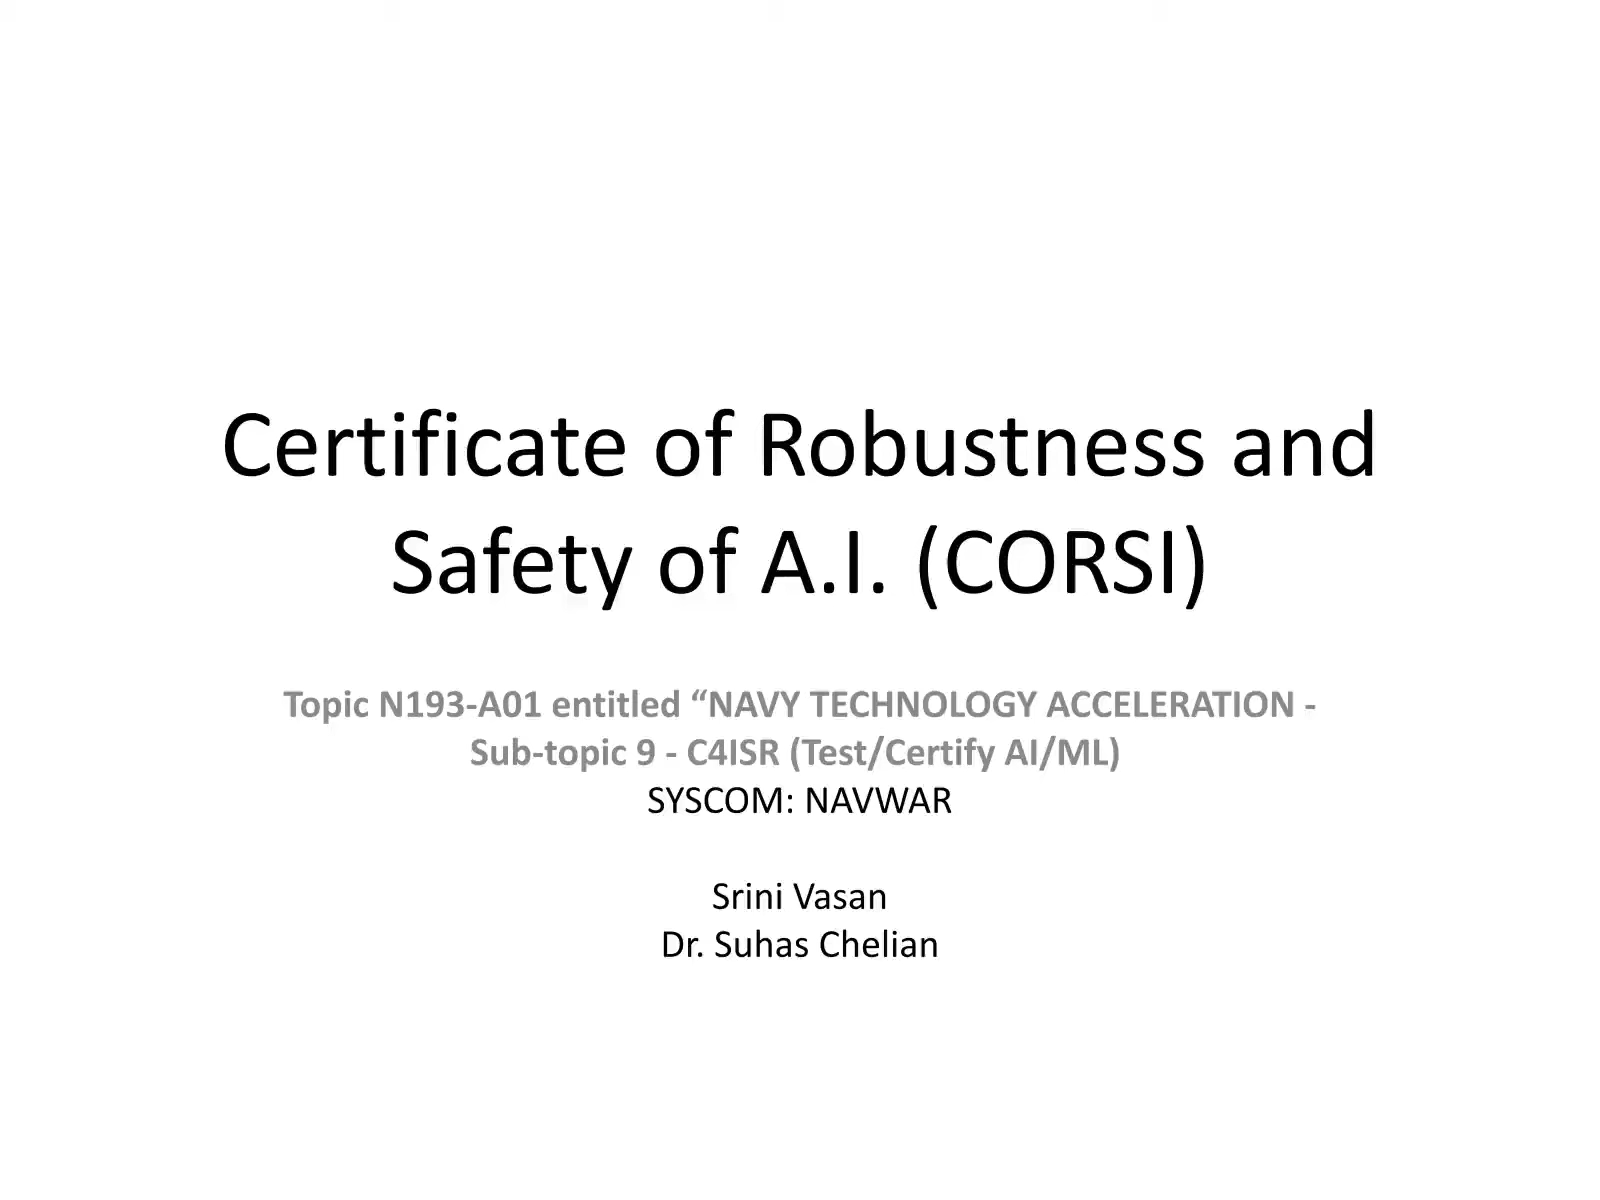 Certificate of Robustness and
Safety of A.I. (CORSI)
Topic N193-A01 entitled “NAVY TECHNOLOGY ACCELERATION -
Sub-topic 9 - C4ISR (Test/Certify AI/ML)
SYSCOM: NAVWAR
Srini Vasan
Dr. Suhas Chelian